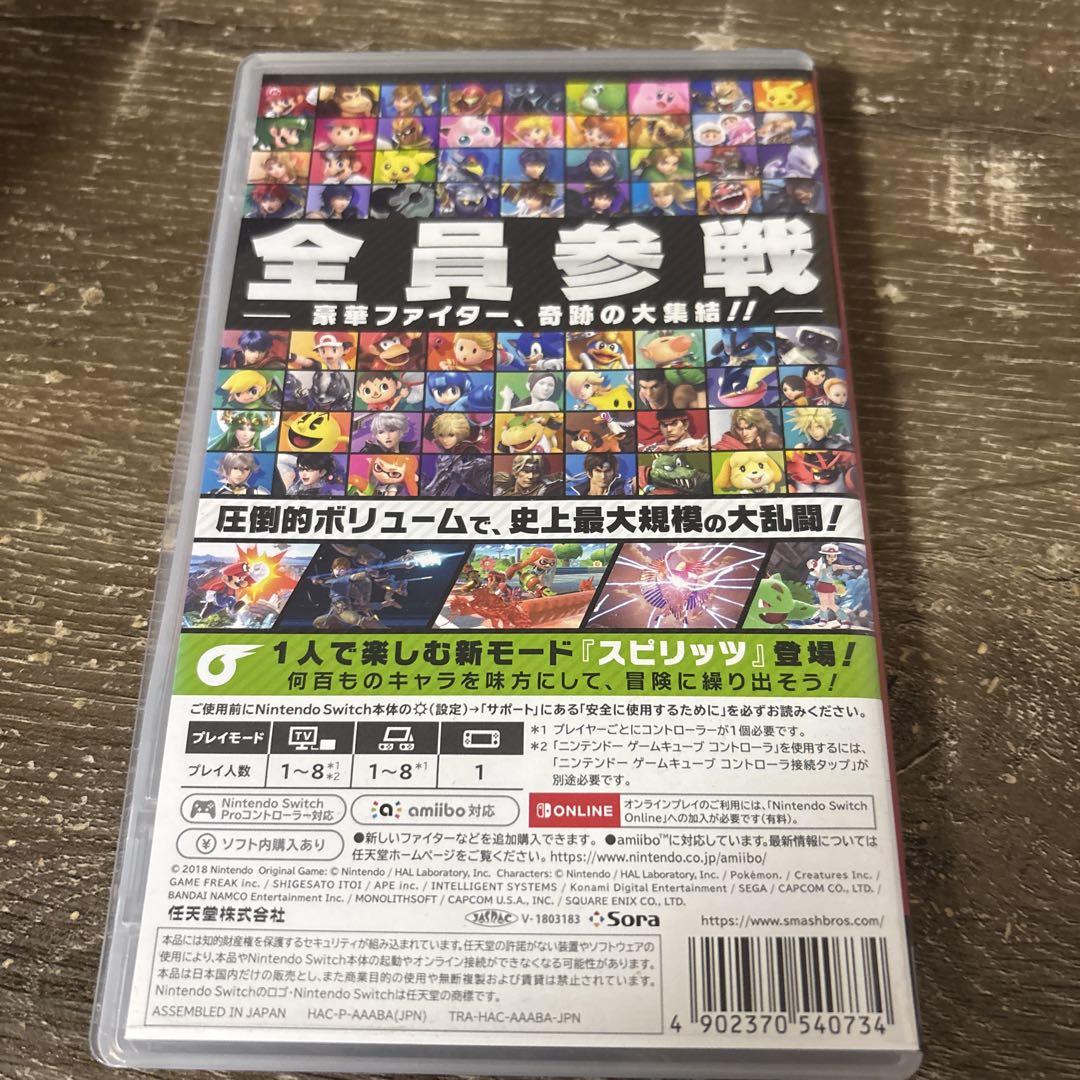 全員参戦
豪華ファイター、奇跡の大集結!!
圧倒的ボリュームで、史上最大規模の大乱闘!
1人で楽しむ新モード『スピリッツ』登場!
何百ものキャラを味方にして、冒険に繰り出そう!
ご使用前にNintendo Switch本体の(設定)→「サポート」にある「安全に使用するために」を必ずお読みください。
プレイモード TV
プレイ人数 1~8*1 *2 1~8*1 1
*1 プレイヤーごとにコントローラーが1個必要です。
*2 「ニンテンドー ゲームキューブ コントローラ」を使用するには、
「ニンテンドー ゲームキューブ コントローラ接続タップ」が
別途必要です。
Nintendo Switch
Proコントローラー対応
a amiibo 対応
ONLINE
オンラインプレイのご利用には、「Nintendo Switch
Online」への加入が必要です(有料)。
¥ ソフト内購入あり
●新しいファイターなどを追加購入できます。 ●amiibo™に対応しています。最新情報については
任天堂ホームページをご覧ください。https://www.nintendo.co.jp/amiibo/
© 2018 Nintendo Original Game: © Nintendo / HAL Laboratory, Inc. Characters: © Nintendo / HAL Laboratory, Inc. / Pokémon. / Creatures Inc. /
GAME FREAK inc. / SHIGESATO ITOI / APE inc. / INTELLIGENT SYSTEMS / Konami Digital Entertainment / SEGA / CAPCOM CO., LTD. /
BANDAI NAMCO Entertainment Inc. / MONOLITHSOFT / CAPCOM U.S.A., INC. / SQUARE ENIX CO., LTD.
任天堂株式会社
JASRAC V-1803183 Sora https://www.smashbros.com
本品には知的財産権を保護するセキュリティが組み込まれています。任天堂の許諾がない装置やソフトウェアの
使用により、本品やNintendo Switch本体の起動やオンライン接続ができなくなる可能性があります。
本品は日本国内だけの販売とし、また商業目的の使用や無断複製および賃貸は禁止されています。
Nintendo Switchのロゴ・Nintendo Switchは任天堂の商標です。
ASSEMBLED IN JAPAN HAC-P-AAABA(JPN) TRA-HAC-AAABA-JPN
4 902370 540734